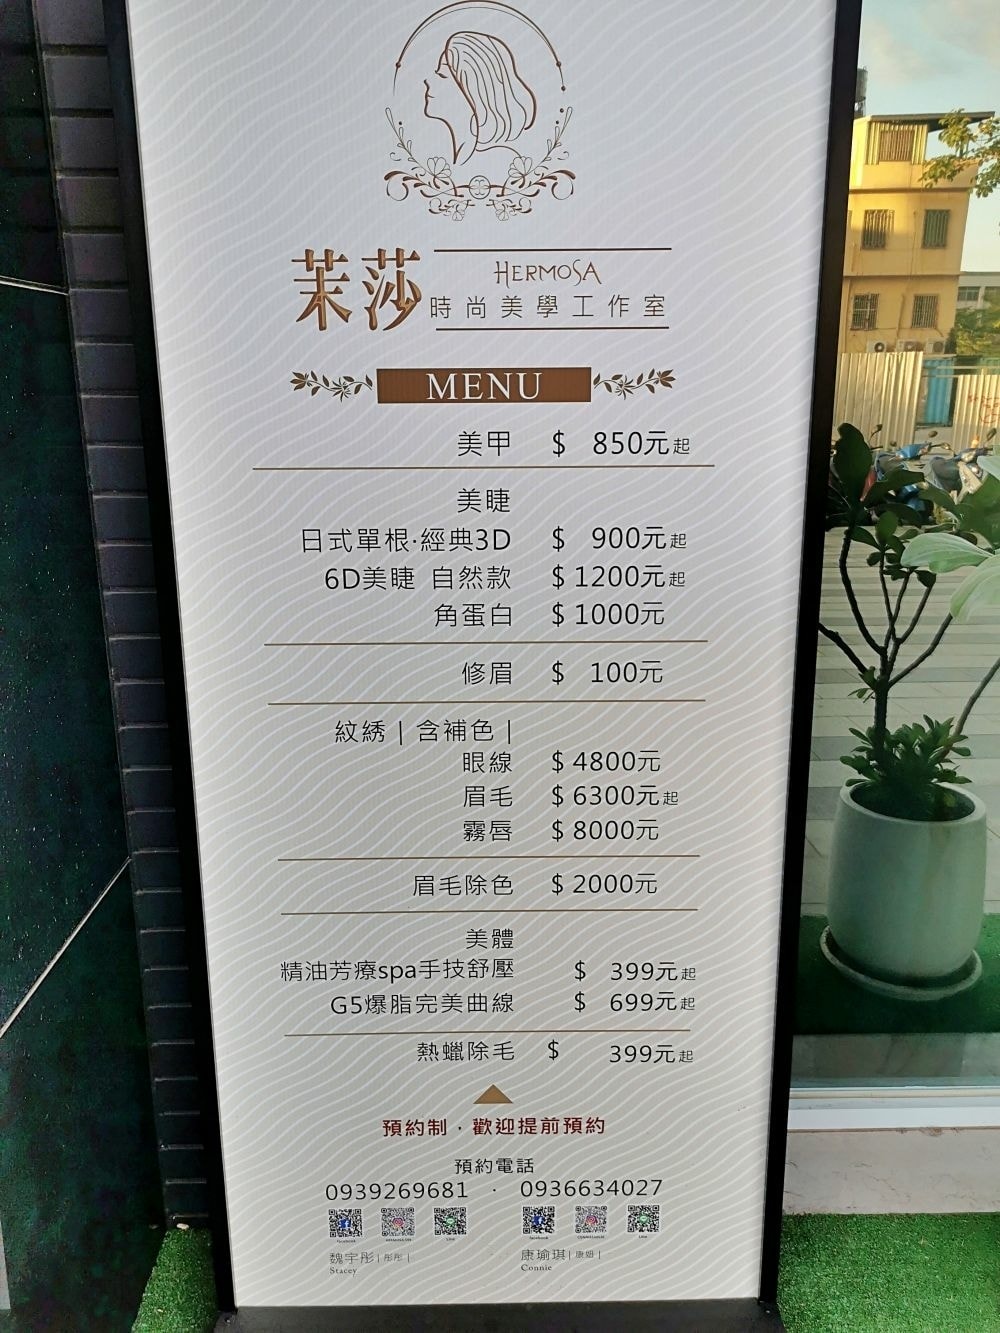 茉莎
HERMOSA
時尚美學工作室
MENU
美甲 $ 850元起
美睫
日式單根·經典3D $ 900元起
6D美睫 自然款 $ 1200元起
角蛋白 $ 1000元
修眉 $ 100元
紋綉 | 含補色 |
眼線 $ 4800元
眉毛 $ 6300元起
霧唇 $ 8000元
眉毛除色 $ 2000元
美體
精油芳療spa手技舒壓 $ 399元起
G5爆脂完美曲線 $ 699元起
熱蠟除毛 $ 399元起
預約制，歡迎提前預約
預約電話
0939269681 · 0936634027
Facebook Line Facebook Line
魏宇彤 | 彤彤 | 康瑜琪 | 康妞 |
Stacey Connie